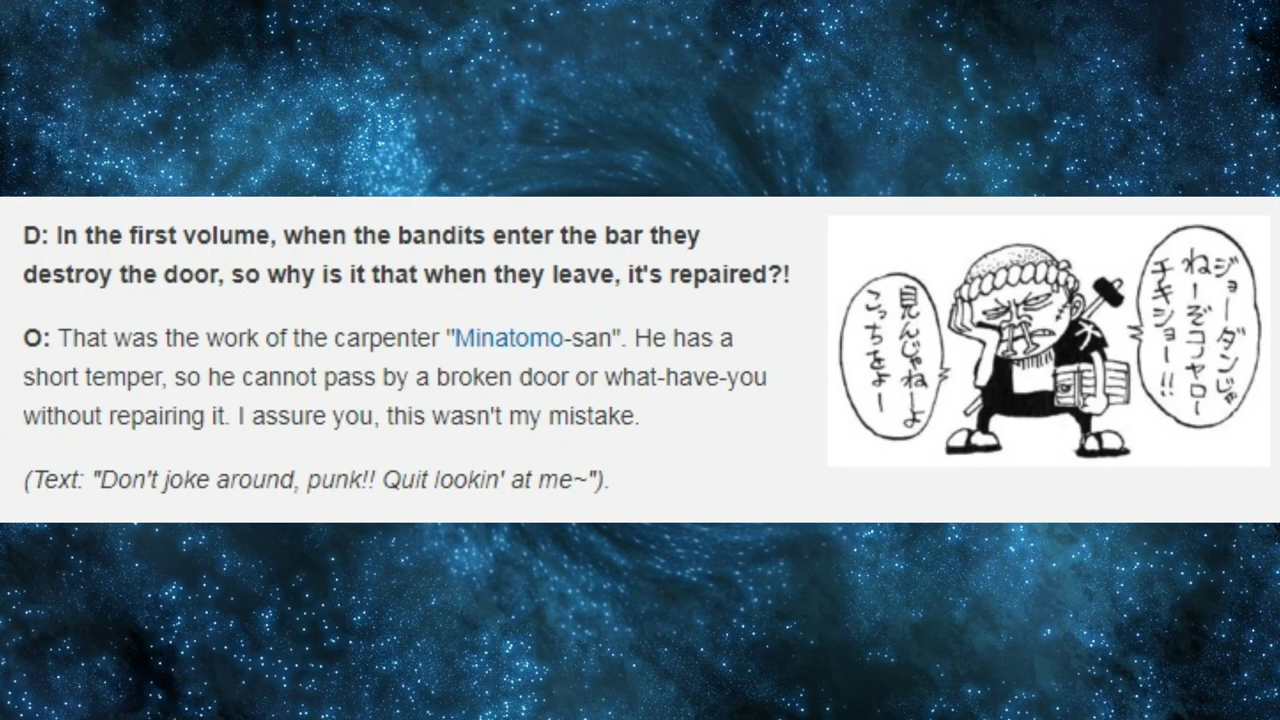 D: In the first volume, when the bandits enter the bar they
destroy the door, so why is it that when they leave, it's repaired?!
O: That was the work of the carpenter "Minatomo-san". He has a
short temper, so he cannot pass by a broken door or what-have-you
without repairing it. I assure you, this wasn't my mistake.
(Text: "Don't joke around, punk!! Quit lookin' at me~").
ジョーダンじゃ
ねーぞコノヤロー
チキショー!!
見んじゃねーよ
こっちをよー